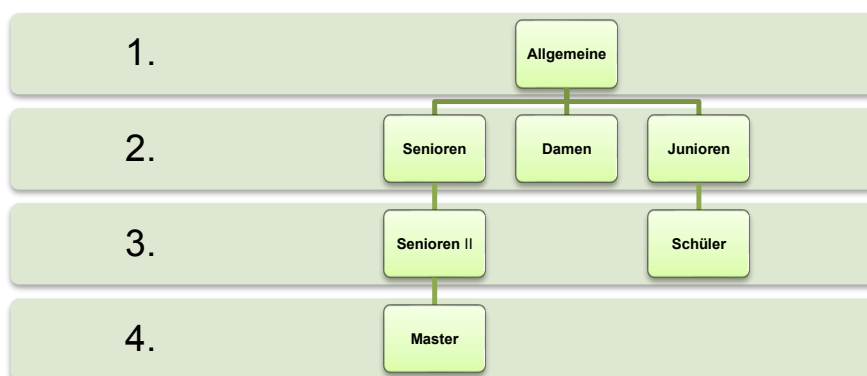 1.
Allgemeine
2.
Senioren
Damen
Junioren
3.
Senioren II
Schüler
4.
Master